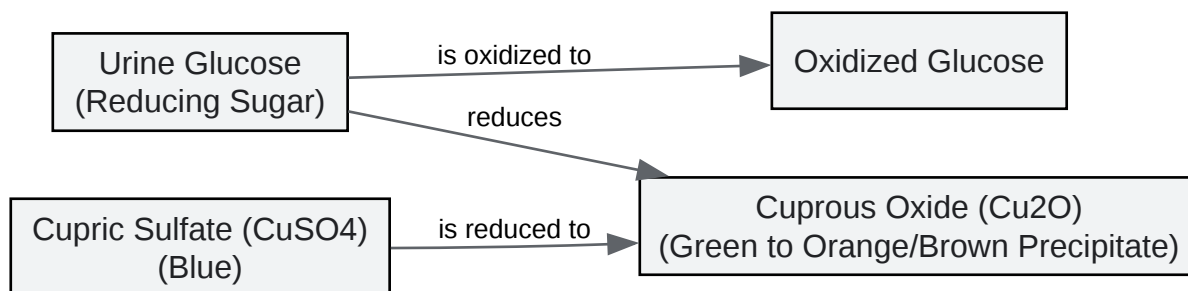 Urine Glucose
(Reducing Sugar)
is oxidized to
Oxidized Glucose
reduces
Cupric Sulfate (CuSO4)
(Blue)
is reduced to
Cuprous Oxide (Cu2O)
(Green to Orange/Brown Precipitate)